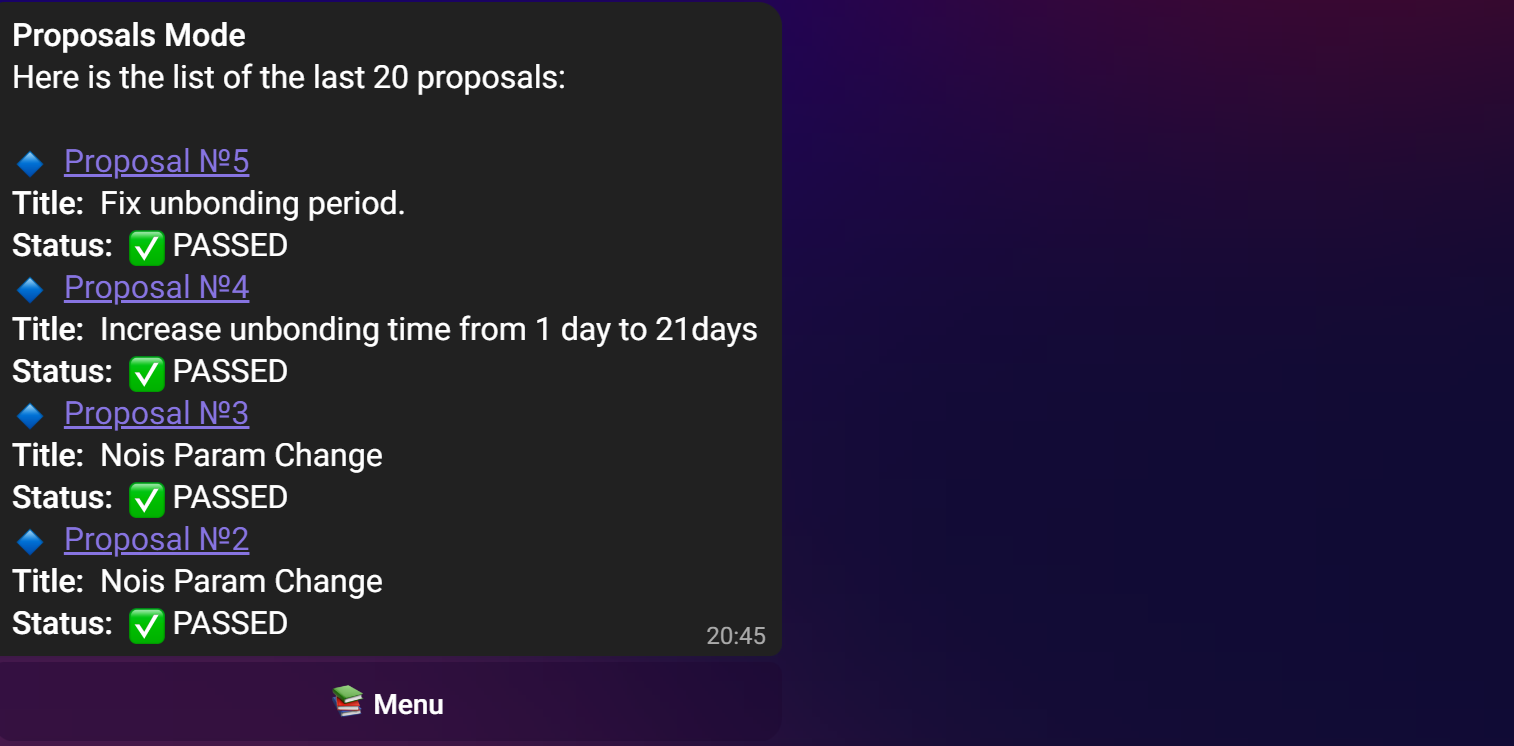 Proposals Mode
Here is the list of the last 20 proposals:
🔹 Proposal №5
Title: Fix unbonding period.
Status: ✅ PASSED
🔹 Proposal №4
Title: Increase unbonding time from 1 day to 21days
Status: ✅ PASSED
🔹 Proposal №3
Title: Nois Param Change
Status: ✅ PASSED
🔹 Proposal №2
Title: Nois Param Change
Status: ✅ PASSED
20:45
📚 Menu